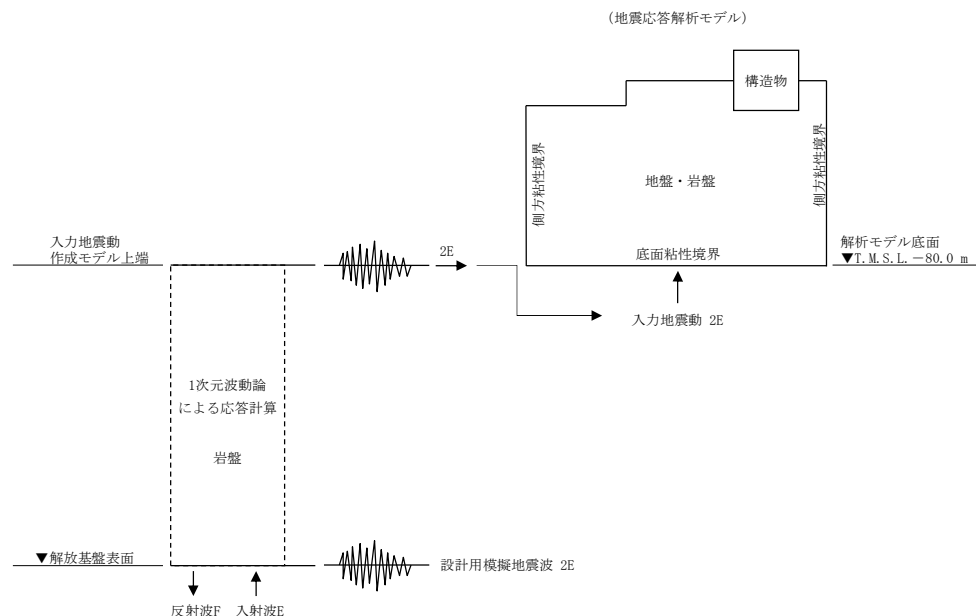 (地震応答解析モデル)
構造物
側方粘性境界
側方粘性境界
地盤・岩盤
底面粘性境界
入力地震動
作成モデル上端
2E
解析モデル底面
▼T.M.S.L.－80.0 m
入力地震動 2E
1次元波動論
による応答計算
岩盤
▼解放基盤表面
設計用模擬地震波 2E
反射波F 入射波E